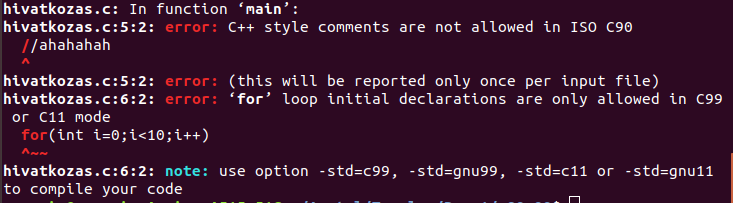 hivatkozas.c: In function ‘main’:
hivatkozas.c:5:2: error: C++ style comments are not allowed in ISO C90
//ahahahah
^
hivatkozas.c:5:2: error: (this will be reported only once per input file)
hivatkozas.c:6:2: error: ‘for’ loop initial declarations are only allowed in C99
or C11 mode
for(int i=0;i<10;i++)
^~~
hivatkozas.c:6:2: note: use option -std=c99, -std=gnu99, -std=c11 or -std=gnu11
to compile your code